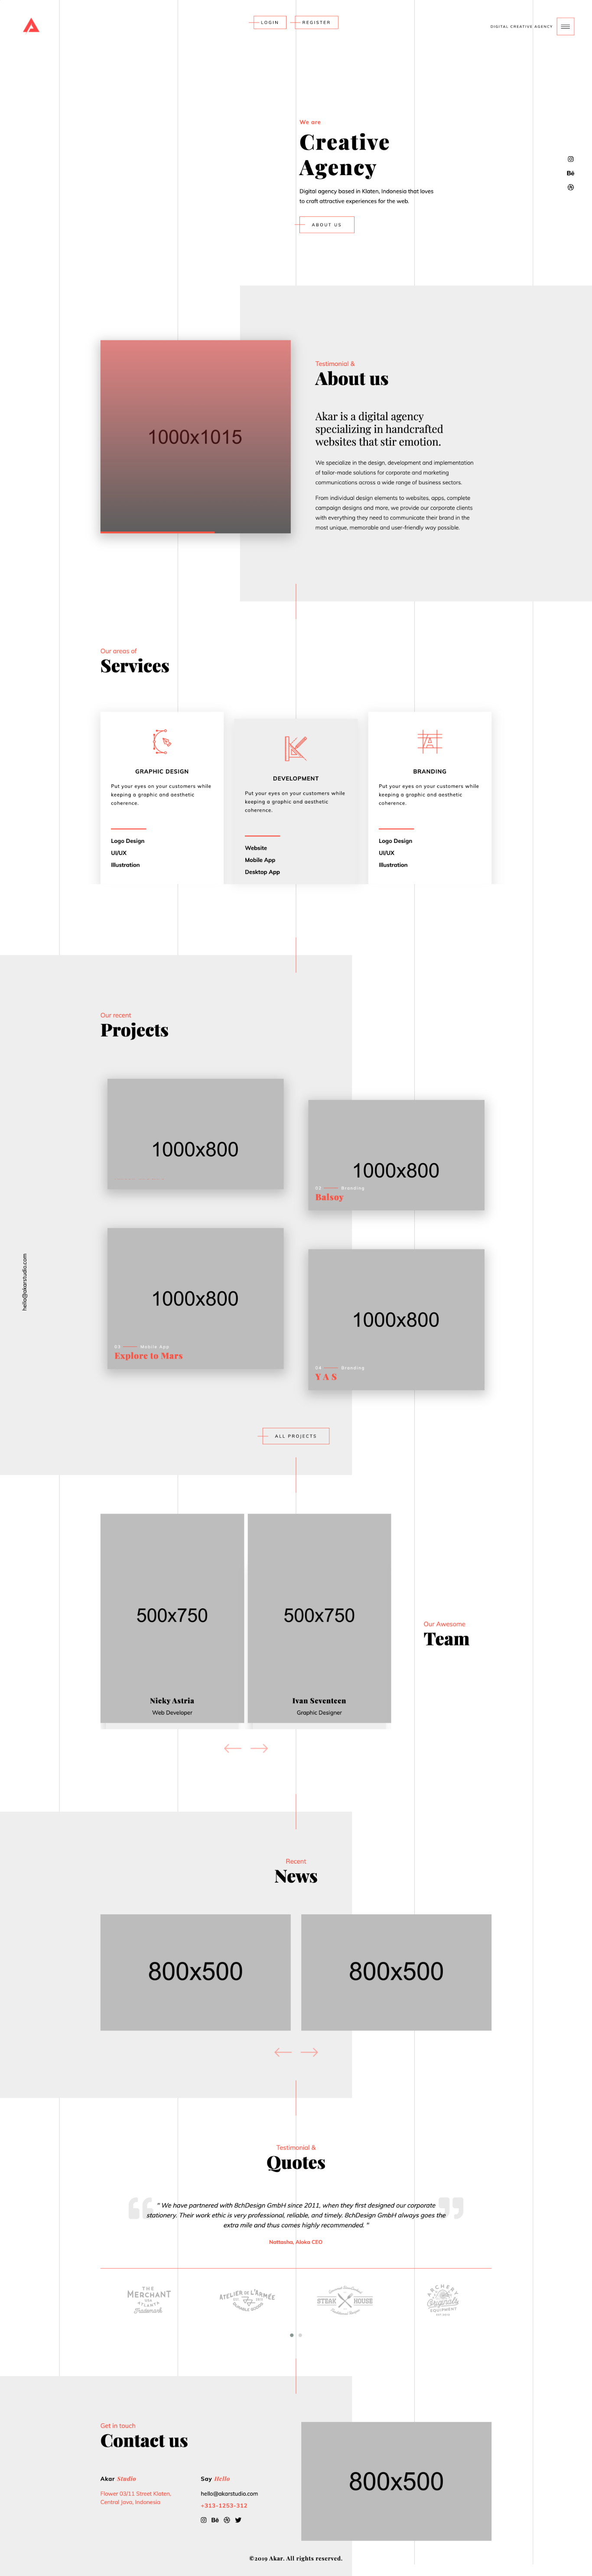 LOGIN
REGISTER
DIGITAL CREATIVE AGENCY
We are
Creative
Agency
Digital agency based in Klaten, Indonesia that loves
to craft attractive experiences for the web.
ABOUT US
Bē
1000x1015
Testimonial &
About us
Akar is a digital agency
specializing in handcrafted
websites that stir emotion.
We specialize in the design, development and implementation
of tailor-made solutions for corporate and marketing
communications across a wide range of business sectors.
From individual design elements to websites, apps, complete
campaign designs and more, we provide our corporate clients
with everything they need to communicate their brand in the
most unique, memorable and user-friendly way possible.
Our areas of
Services
GRAPHIC DESIGN
Put your eyes on your customers while
keeping a graphic and aesthetic
coherence.
Logo Design
UI/UX
Illustration
DEVELOPMENT
Put your eyes on your customers while
keeping a graphic and aesthetic
coherence.
Website
Mobile App
Desktop App
BRANDING
Put your eyes on your customers while
keeping a graphic and aesthetic
coherence.
Logo Design
UI/UX
Illustration
Our recent
Projects
1000x800
1000x800
02 Branding
Balsoy
1000x800
03 Mobile App
Explore to Mars
1000x800
04 Branding
Y A S
hello@akarstudio.com
ALL PROJECTS
500x750
Nicky Astria
Web Developer
500x750
Ivan Seventeen
Graphic Designer
Our Awesome
Team
Recent
News
800x500
800x500
Testimonial &
Quotes
" We have partnered with 8chDesign GmbH since 2011, when they first designed our corporate
stationery. Their work ethic is very professional, reliable, and timely. 8chDesign GmbH always goes the
extra mile and thus comes highly recommended. "
Nattasha, Aloka CEO
THE
MERCHANT
ATLANTA
Trademark
ATELIER DE L'ARMÉE
STEAK HOUSE
ARCHERY
Originals
EQUIPMENT
Get in touch
Contact us
Akar Studio
Flower 03/11 Street Klaten,
Central Java, Indonesia
Say Hello
hello@akarstudio.com
+313-1253-312
Bē
800x500
©2019 Akar. All rights reserved.